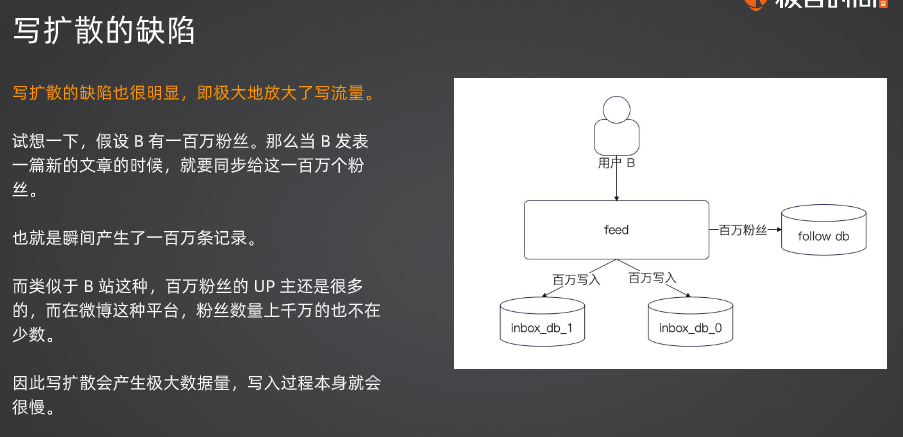 写扩散的缺陷
写扩散的缺陷也很明显，即极大地放大了写流量。
试想一下，假设 B 有一百万粉丝。那么当 B 发表
一篇新的文章的时候，就要同步给这一百万个粉
丝。
也就是瞬间产生了一百万条记录。
而类似于 B 站这种，百万粉丝的 UP 主还是很多
的，而在微博这种平台，粉丝数量上千万的也不在
少数。
因此写扩散会产生极大数据量，写入过程本身就会
很慢。
用户 B
feed
百万粉丝
follow db
百万写入
百万写入
inbox_db_1
inbox_db_0